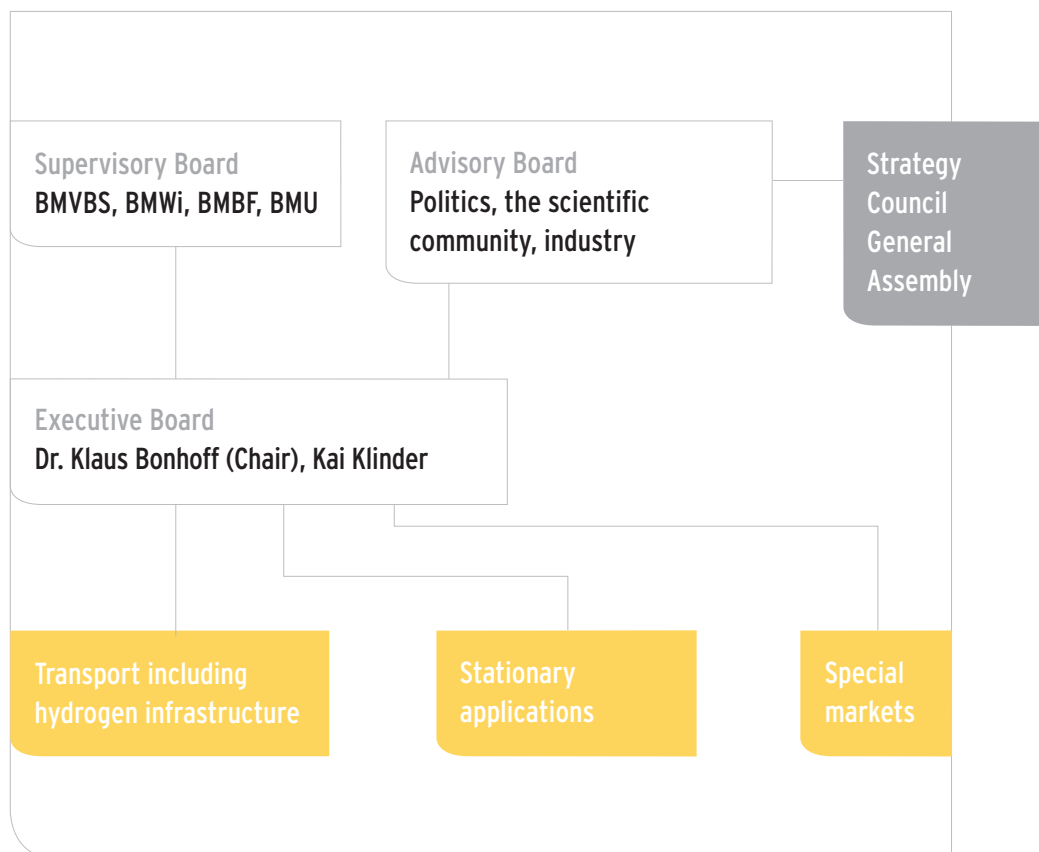 Supervisory Board
BMVBS, BMWi, BMBF, BMU
Advisory Board
Politics, the scientific
community, industry
Strategy
Council
General
Assembly
Executive Board
Dr. Klaus Bonhoff (Chair), Kai Klinder
Transport including
hydrogen infrastructure
Stationary
applications
Special
markets